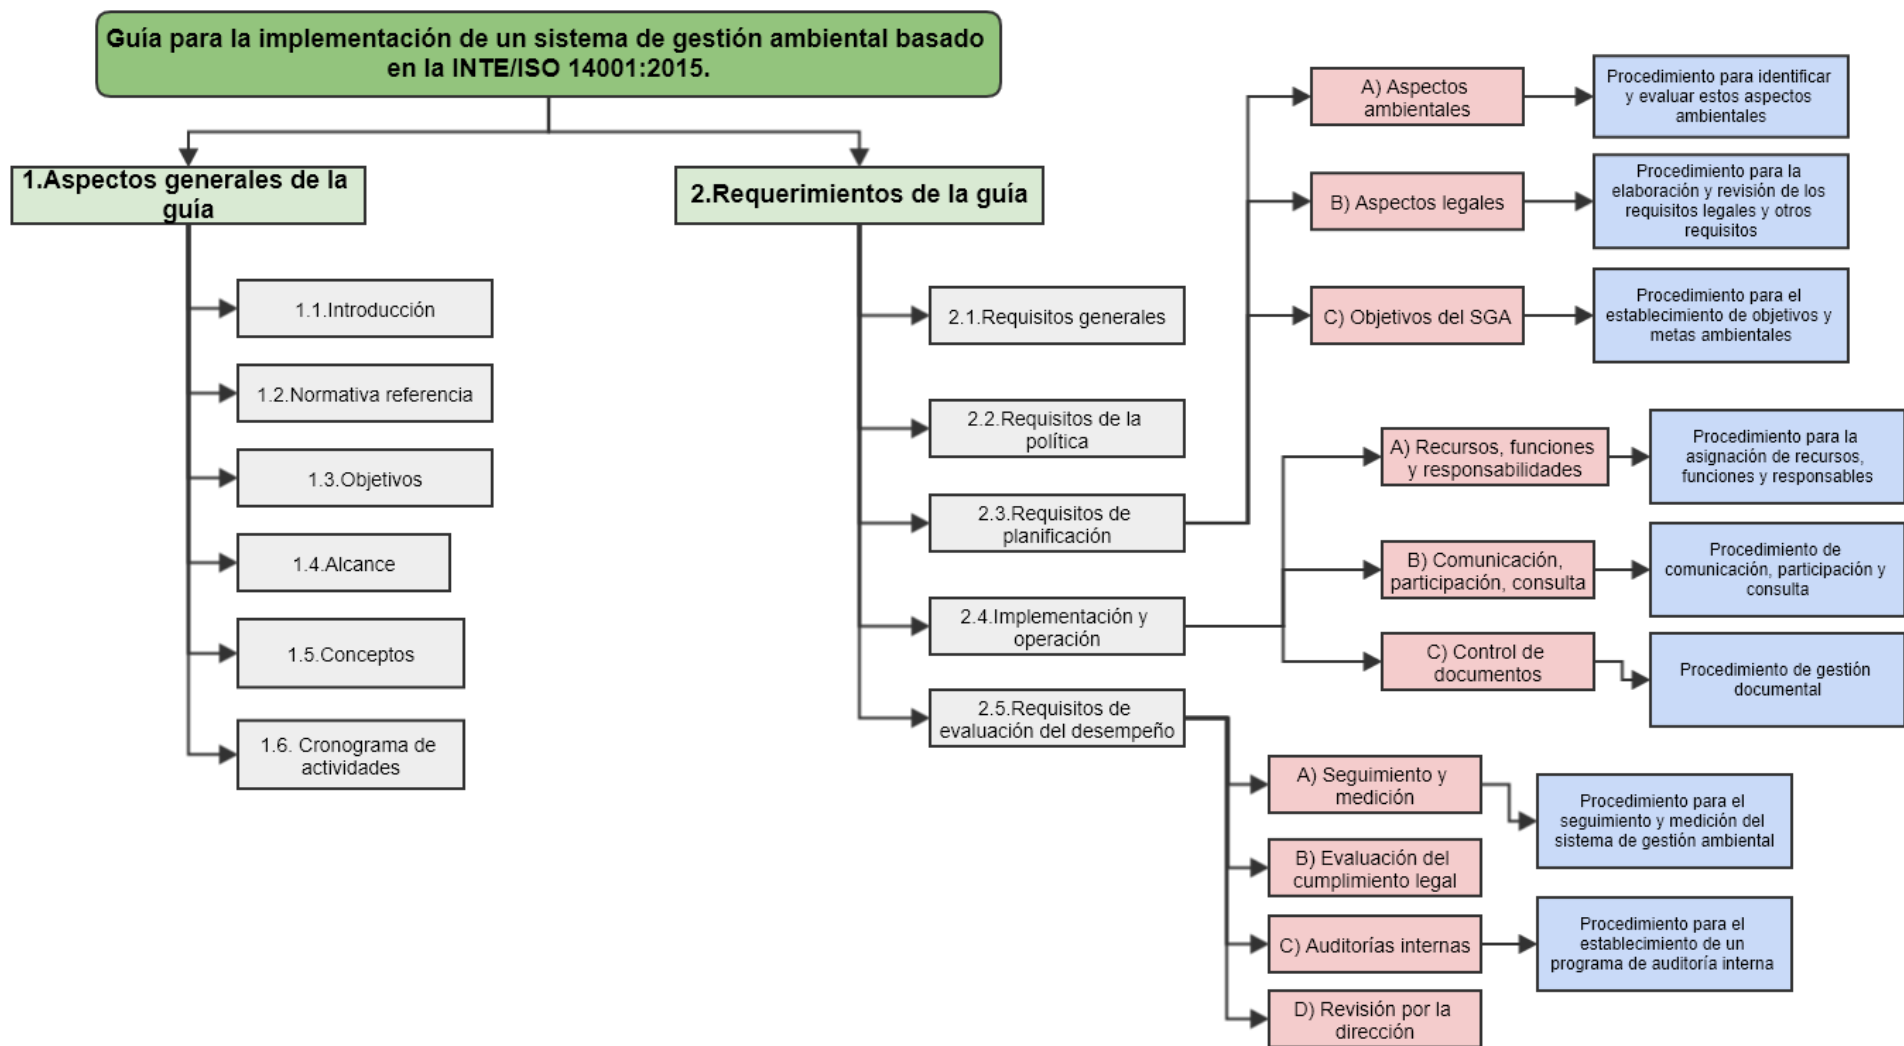 Guía para la implementación de un sistema de gestión ambiental basado
en la INTE/ISO 14001:2015.
1.Aspectos generales de la
guía
1.1.Introducción
1.2.Normativa referencia
1.3.Objetivos
1.4.Alcance
1.5.Conceptos
1.6. Cronograma de
actividades
2.Requerimientos de la guía
2.1.Requisitos generales
2.2.Requisitos de la
política
2.3.Requisitos de
planificación
A) Aspectos
ambientales
Procedimiento para identificar
y evaluar estos aspectos
ambientales
B) Aspectos legales
Procedimiento para la
elaboración y revisión de los
requisitos legales y otros
requisitos
C) Objetivos del SGA
Procedimiento para el
establecimiento de objetivos y
metas ambientales
2.4.Implementación y
operación
A) Recursos, funciones
y responsabilidades
Procedimiento para la
asignación de recursos,
funciones y responsables
B) Comunicación,
participación, consulta
Procedimiento de
comunicación, participación y
consulta
C) Control de
documentos
Procedimiento de gestión
documental
2.5.Requisitos de
evaluación del desempeño
A) Seguimiento y
medición
Procedimiento para el
seguimiento y medición del
sistema de gestión ambiental
B) Evaluación del
cumplimiento legal
C) Auditorías internas
Procedimiento para el
establecimiento de un
programa de auditoría interna
D) Revisión por la
dirección